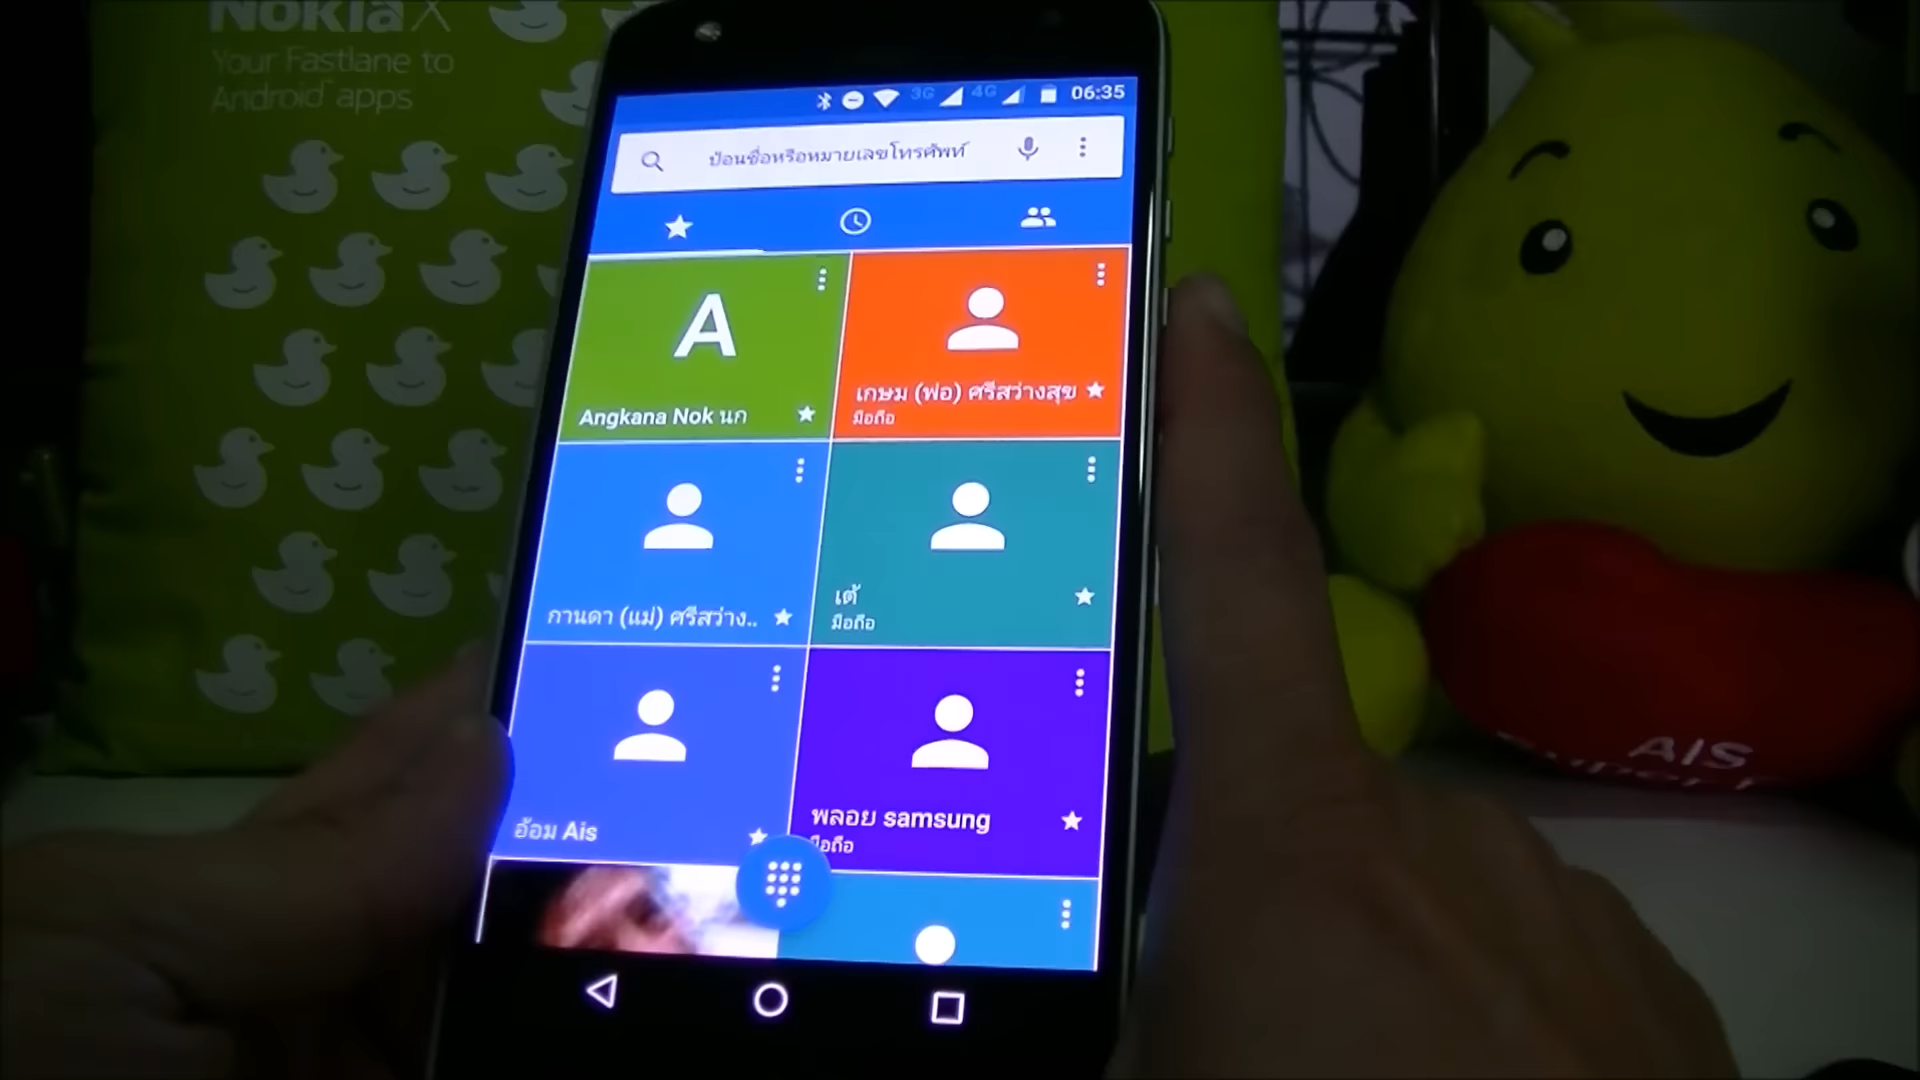 Nokia X
Your Fastlane to
Android apps
3G 4G 06:35
ป้อนชื่อหรือหมายเลขโทรศัพท์
A
Angkana Nok นก
เกษม (พ่อ) ศรีสว่างสุข
มือถือ
กานดา (แม่) ศรีสว่าง..
เต้
มือถือ
อ้อม Ais
พลอย samsung
มือถือ
AIS